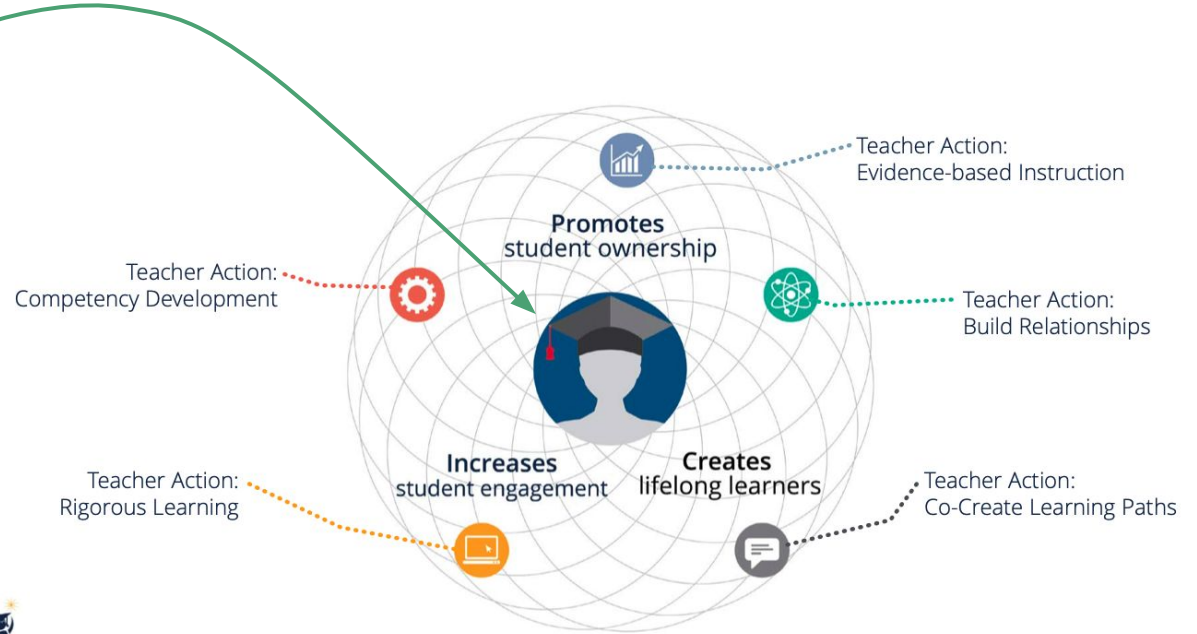 Teacher Action:
Evidence-based Instruction
Promotes
student ownership
Teacher Action:
Competency Development
Teacher Action:
Build Relationships
Increases
student engagement
Creates
lifelong learners
Teacher Action:
Rigorous Learning
Teacher Action:
Co-Create Learning Paths